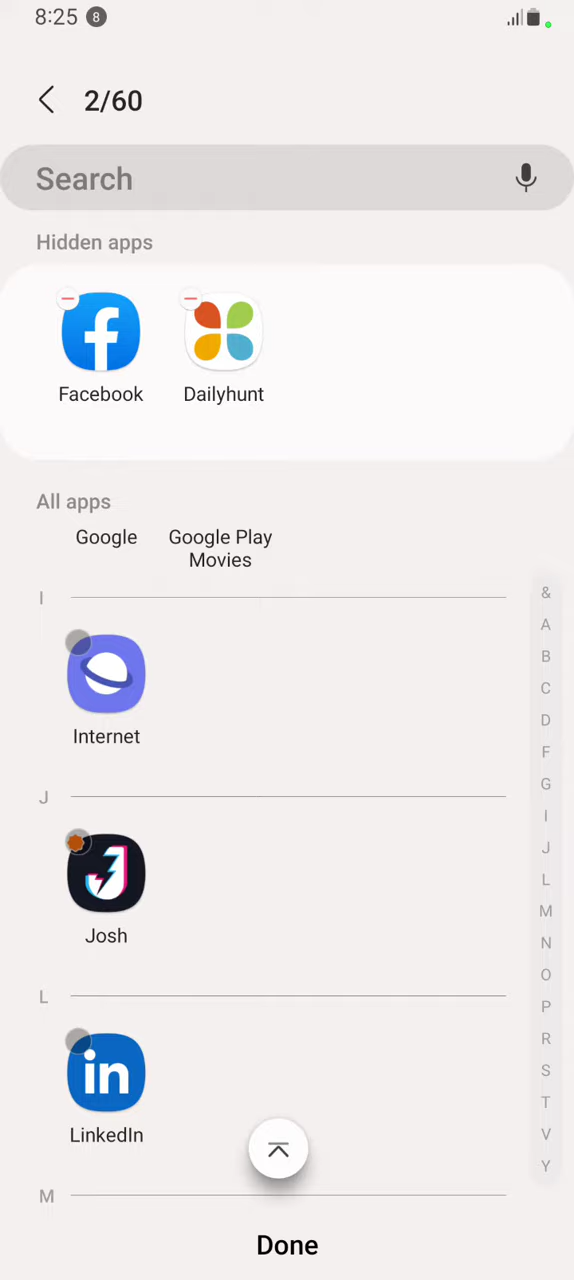 8:25 8
2/60
Search
Hidden apps
Facebook Dailyhunt
All apps
Google Google Play
Movies
I
Internet
J
Josh
L
in
LinkedIn
M
Done
&
A
B
C
D
F
G
I
J
L
M
N
O
P
R
S
T
V
Y